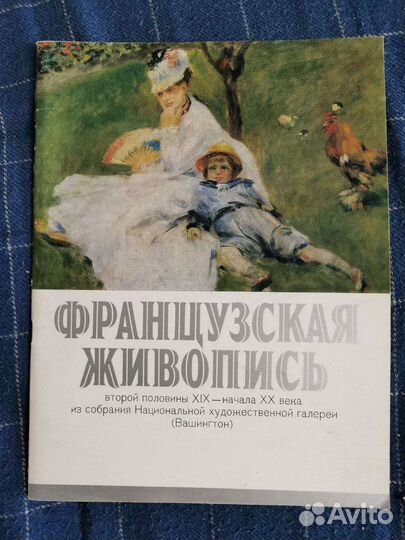 ФРАНЦУЗСКАЯ
ЖИВОПИСЬ
второй половины XIX—начала XX века
из собрания Национальной художественной галереи
(Вашингтон)
Avito